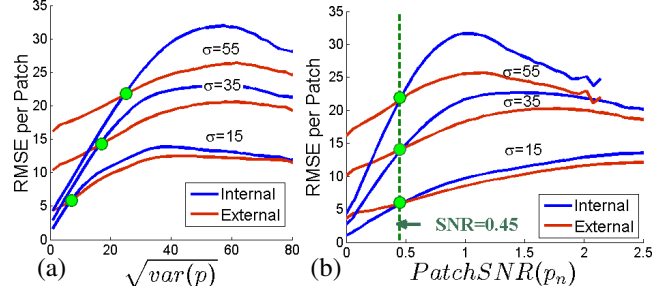 RMSE per Patch
35
30
25
20
15
10
5
0
σ=55
σ=35
σ=15
Internal
External
0 20 40 60 80
(a)
√var(p)
RMSE per Patch
35
30
25
20
15
10
5
0
σ=55
σ=35
σ=15
Internal
External
SNR=0.45
0 0.5 1 1.5 2 2.5
(b)
PatchSNR(pₙ)